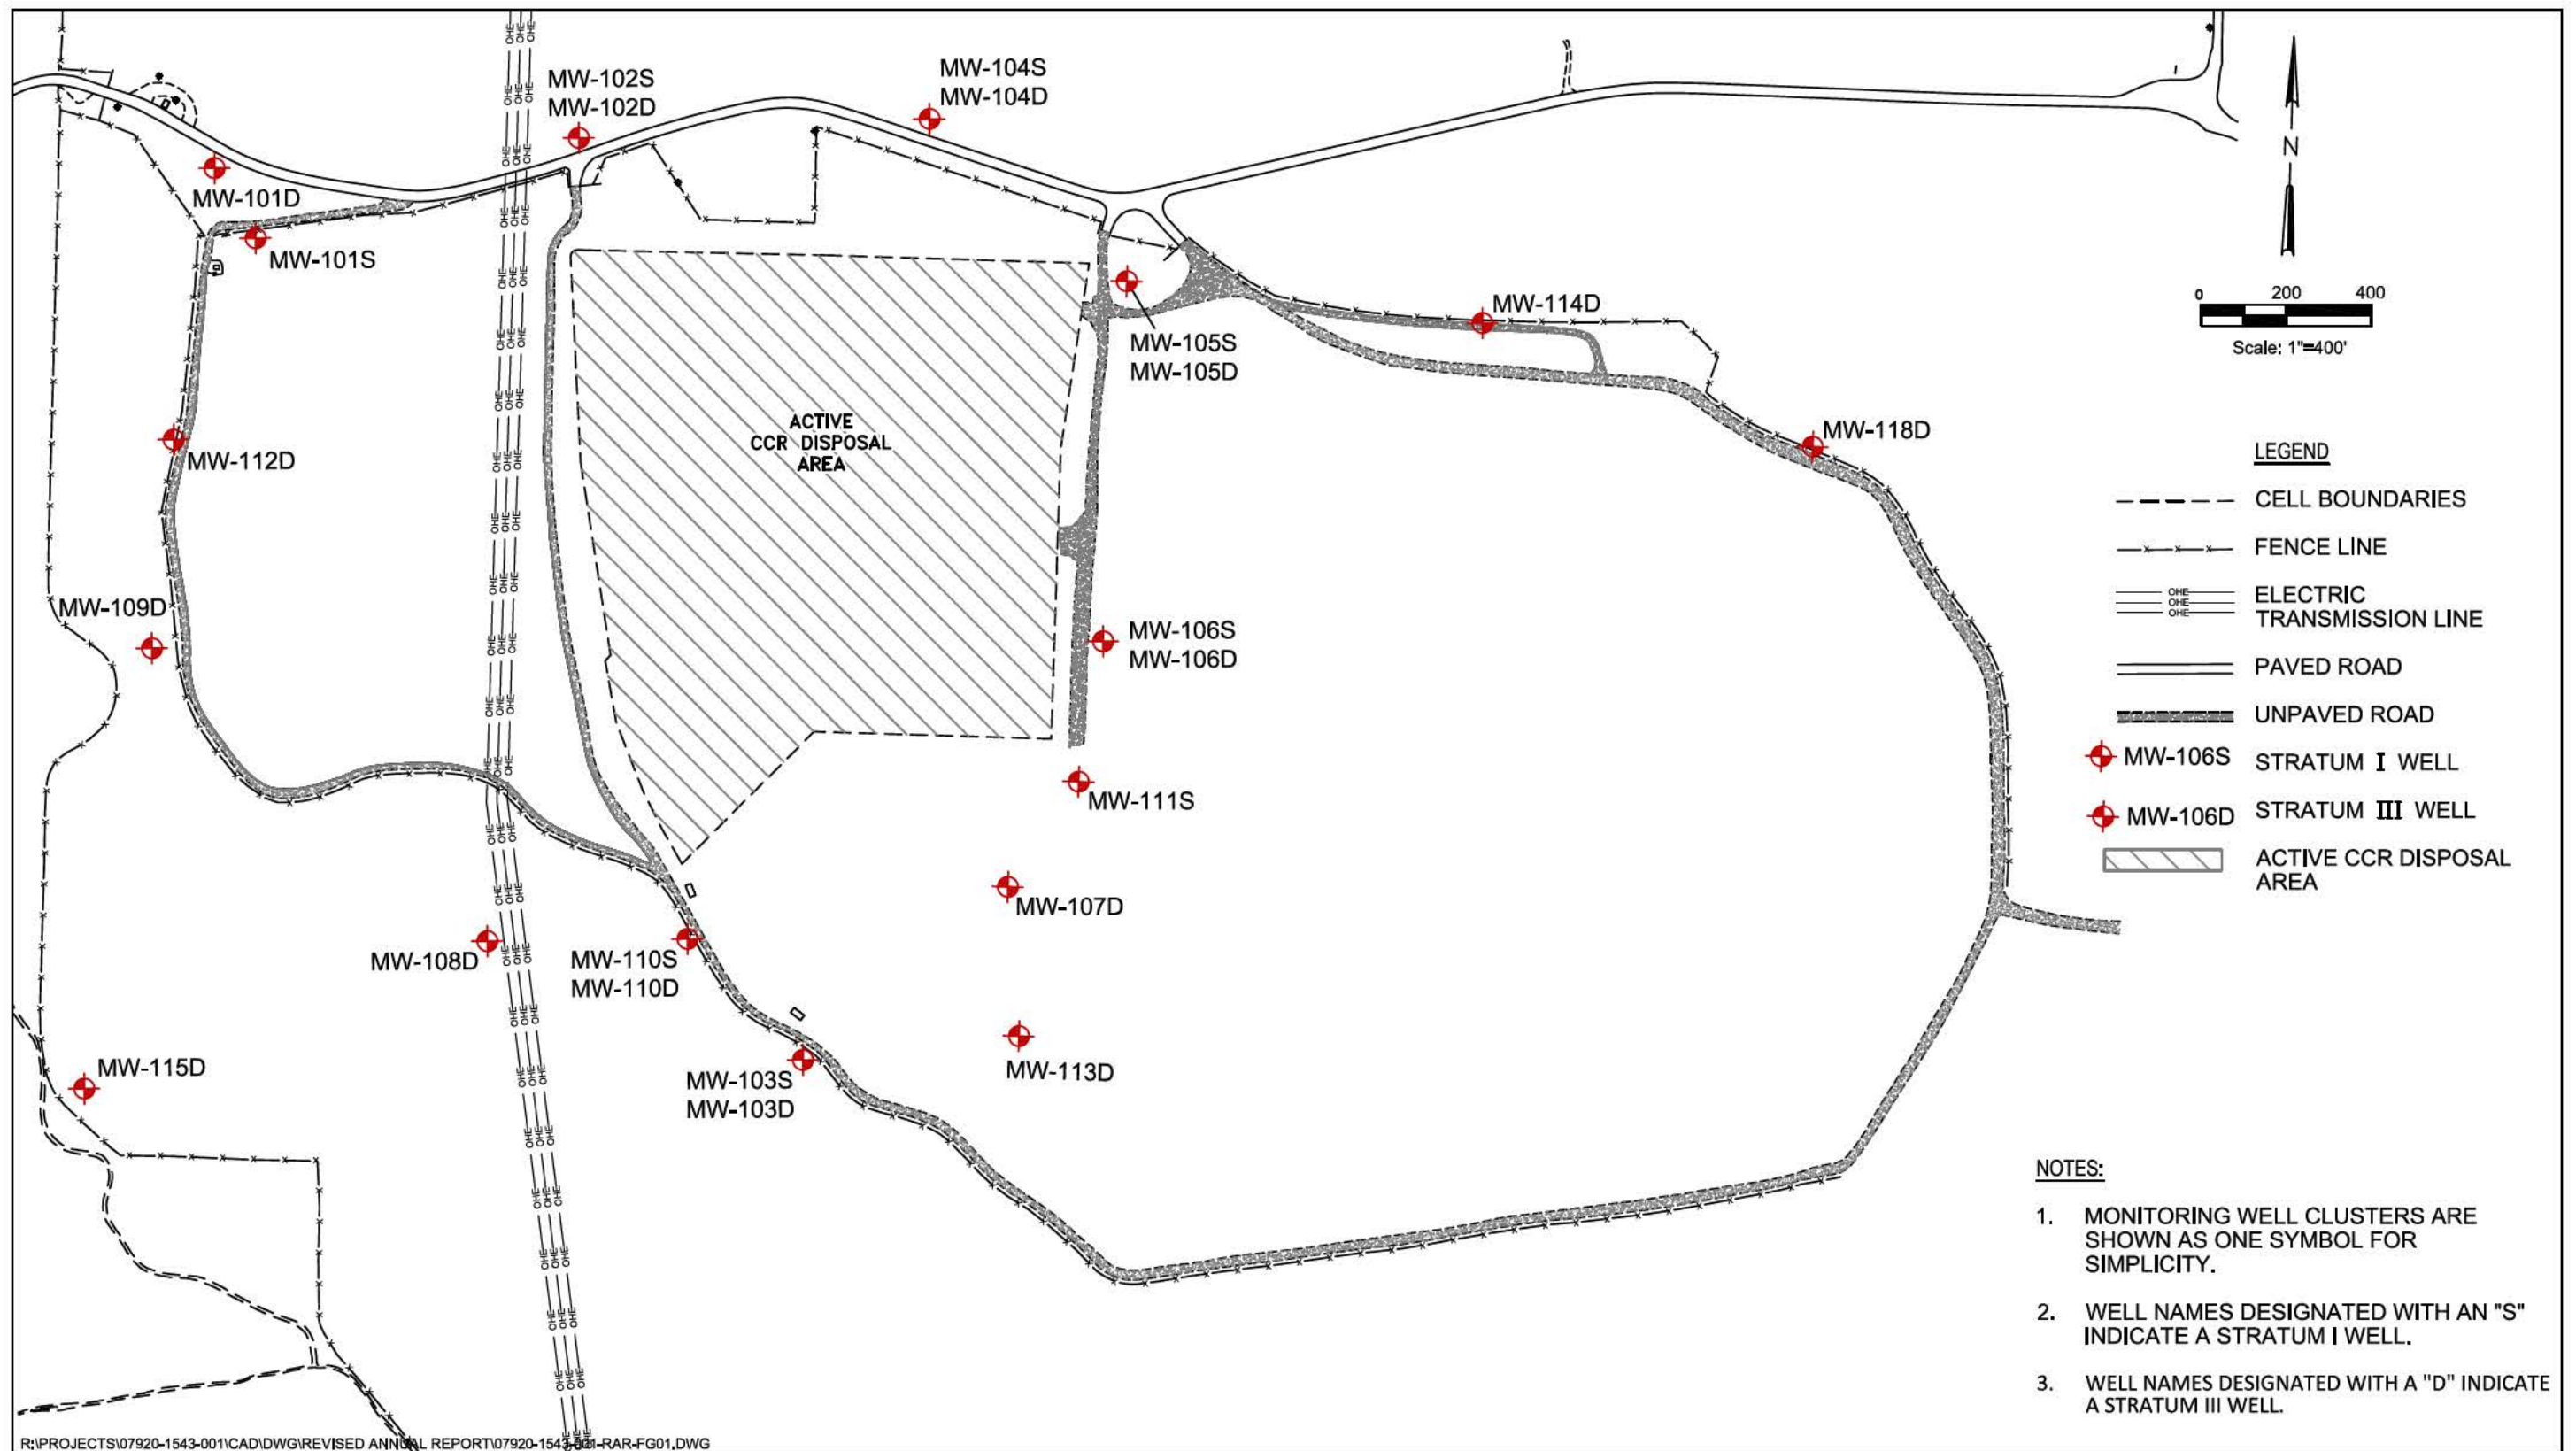 MW-102S
MW-102D
MW-104S
MW-104D
MW-101D
MW-101S
N
0 200 400
Scale: 1"=400'
MW-105S
MW-105D
MW-114D
MW-118D
MW-112D
ACTIVE
CCR DISPOSAL
AREA
MW-109D
MW-106S
MW-106D
MW-111S
MW-107D
MW-108D
MW-110S
MW-110D
MW-115D
MW-103S
MW-103D
MW-113D
OHE
LEGEND
CELL BOUNDARIES
FENCE LINE
OHE
OHE
OHE
ELECTRIC
TRANSMISSION LINE
PAVED ROAD
UNPAVED ROAD
MW-106S STRATUM I WELL
MW-106D STRATUM III WELL
ACTIVE CCR DISPOSAL
AREA
NOTES:
1. MONITORING WELL CLUSTERS ARE
SHOWN AS ONE SYMBOL FOR
SIMPLICITY.
2. WELL NAMES DESIGNATED WITH AN "S"
INDICATE A STRATUM I WELL.
3. WELL NAMES DESIGNATED WITH A "D" INDICATE
A STRATUM III WELL.
R:\PROJECTS\07920-1543-001\CAD\DWG\REVISED ANNUAL REPORT\07920-1543-001-RAR-FG01.DWG